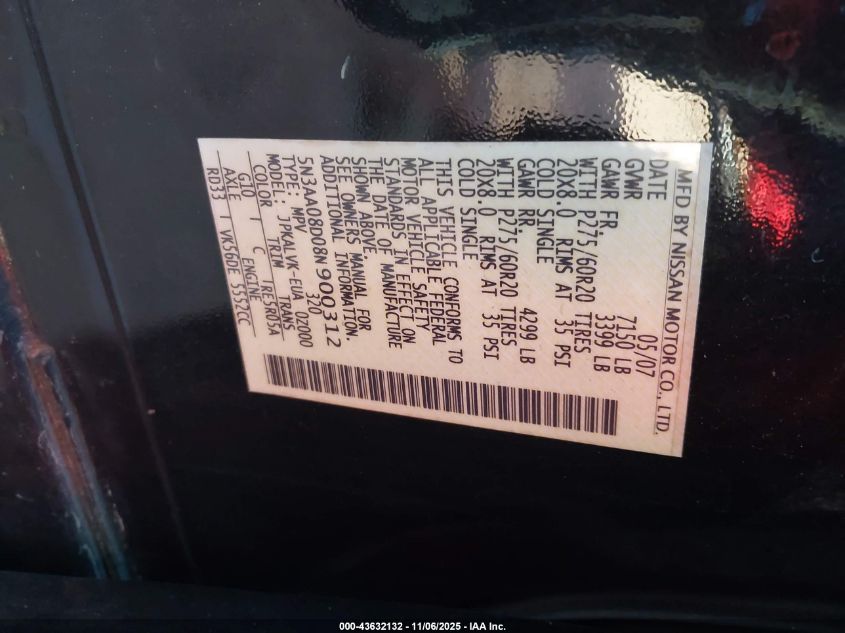 MFD BY NISSAN MOTOR CO., LTD.
DATE 05/07
GVWR 7150 LB
GAWR FR. 3399 LB
WITH P275/60R20 TIRES
20X8.0 RIMS AT 35 PSI
COLD SINGLE
GAWR RR. 4299 LB
WITH P275/60R20 TIRES
20X8.0 RIMS AT 35 PSI
COLD SINGLE
THIS VEHICLE CONFORMS TO
ALL APPLICABLE FEDERAL
MOTOR VEHICLE SAFETY
STANDARDS IN EFFECT ON
THE DATE OF MANUFACTURE
SHOWN ABOVE.
SEE OWNERS MANUAL FOR
ADDITIONAL INFORMATION.
5N3AA08D08N900312
TYPE: MPV 320
MODEL: JPKALVK-EUA 02000
COLOR TRIM TRANS
G10 C RE5R05A
AXLE ENGINE
RD33 VK56DE 5552CC
000-43632132 - 11/06/2025 - IAA Inc.